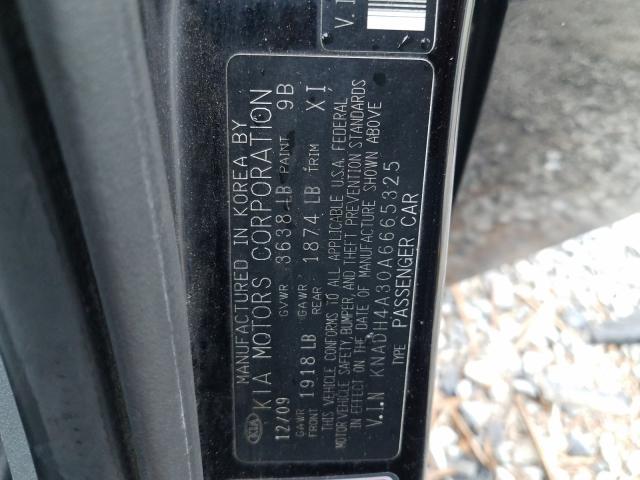 V.I
MANUFACTURED IN KOREA BY
KIA KIA MOTORS CORPORATION
12/09 GVWR 3638 LB PAINT 9B
GAWR FRONT 1918 LB GAWR REAR 1874 LB TRIM XI
THIS VEHICLE CONFORMS TO ALL APPLICABLE U.S.A. FEDERAL
MOTOR VEHICLE SAFETY, BUMPER, AND THEFT PREVENTION STANDARDS
IN EFFECT ON THE DATE OF MANUFACTURE SHOWN ABOVE
V.I.N KNADH4A30A6665325
TYPE PASSENGER CAR